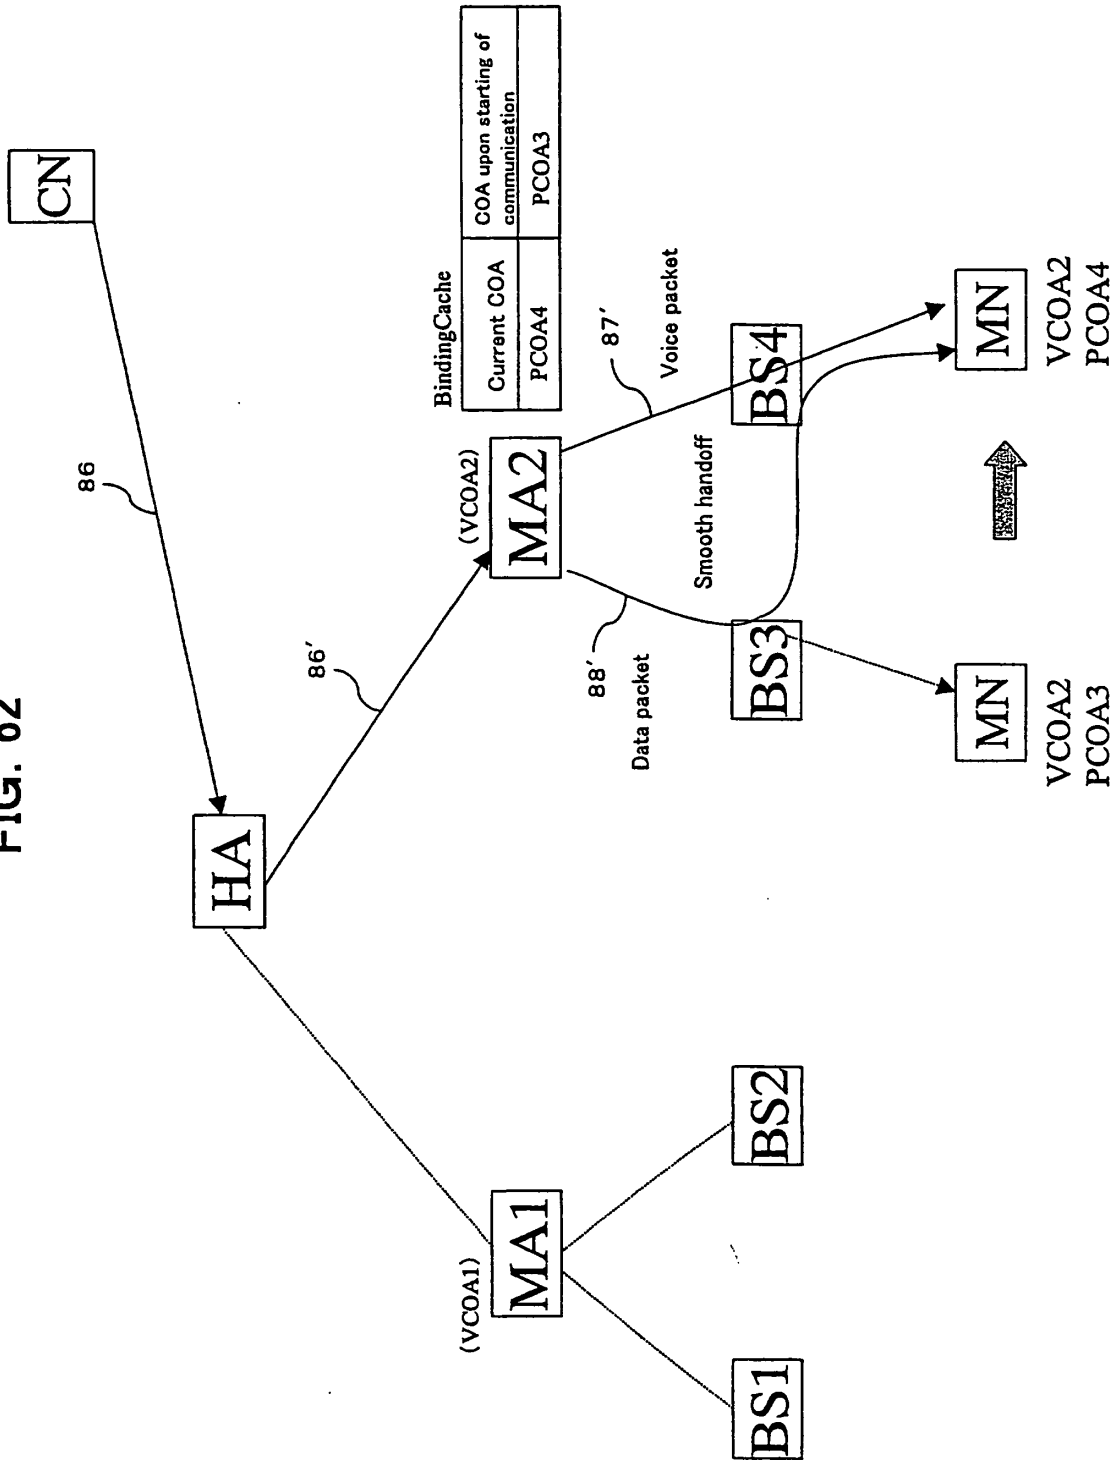 FIG. 62
CN
86
HA
86′
BindingCache
Current COA
COA upon starting of
communication
PCOA4
PCOA3
(VCOA1)
MA1
(VCOA2)
MA2
88′
87′
Data packet
Smooth handoff
Voice packet
BS1
BS2
BS3
BS4
MN
VCOA2
PCOA3
MN
VCOA2
PCOA4